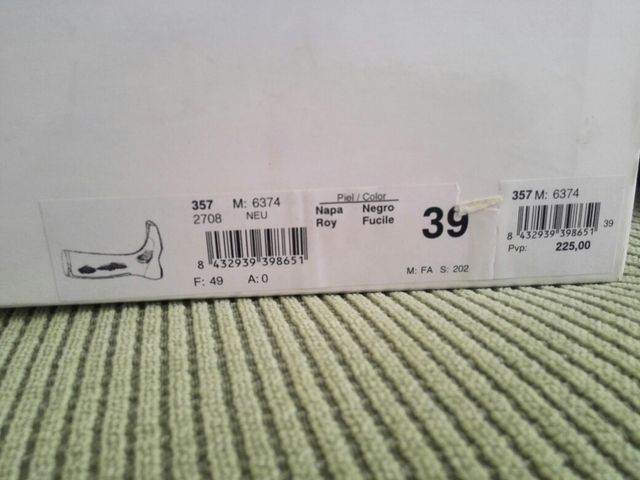 357 M: 6374
2708 NEU
8 432939 398651
F: 49 A: 0
Piel / Color
Napa Negro
Roy Fucile
39
M: FA S: 202
357 M: 6374
8 432939 398651
39
Pvp: 225,00